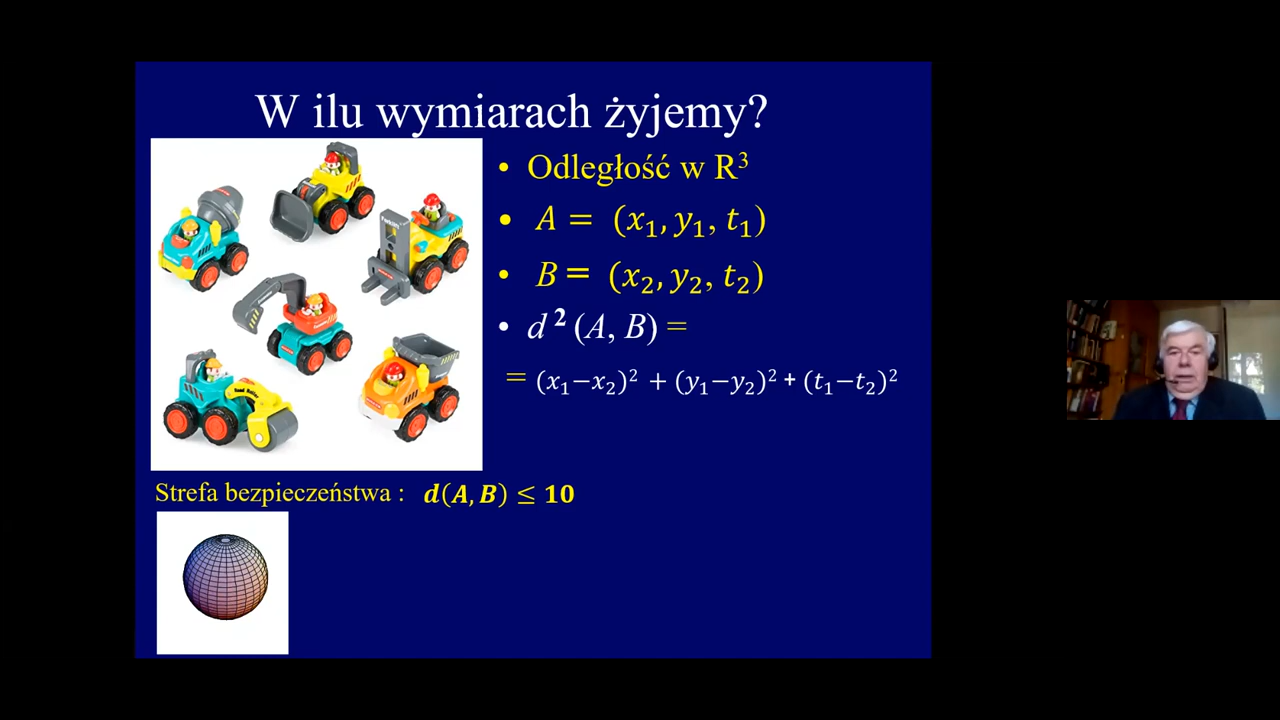 W ilu wymiarach żyjemy?
• Odległość w R³
• A = (x₁, y₁, t₁)
• B = (x₂, y₂, t₂)
• d² (A, B) =
= (x₁−x₂)² + (y₁−y₂)² + (t₁−t₂)²
Strefa bezpieczeństwa : d(A, B) ≤ 10